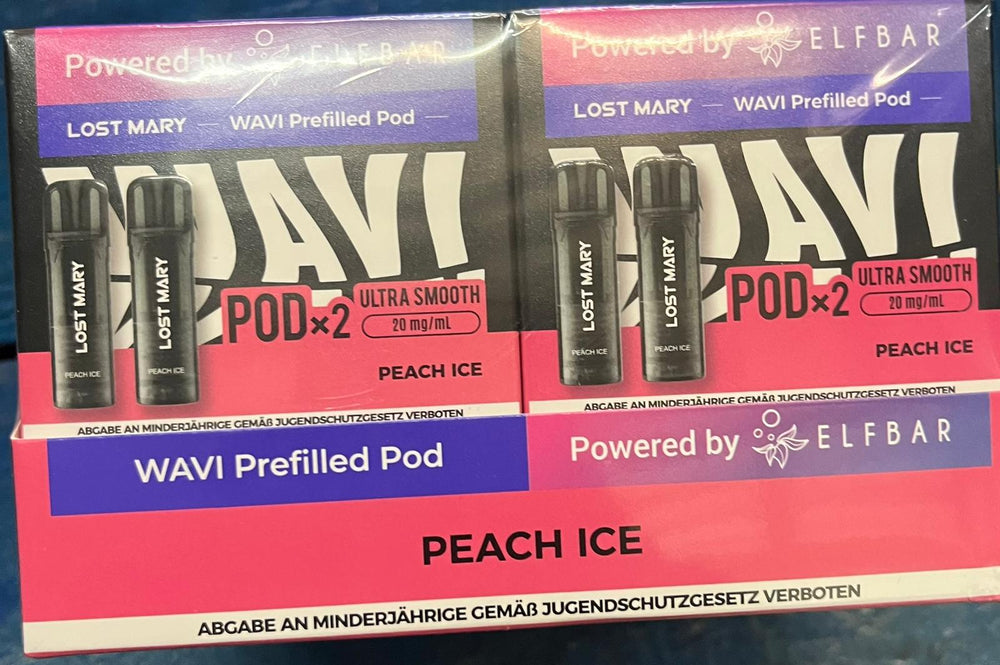 Powered by ELFBAR
LOST MARY — WAVI Prefilled Pod —
WAVI
LOST MARY
PEACH ICE
LOST MARY
PEACH ICE
POD×2
ULTRA SMOOTH
20 mg/mL
PEACH ICE
ABGABE AN MINDERJÄHRIGE GEMÄẞ JUGENDSCHUTZGESETZ VERBOTEN
Powered by ELFBAR
LOST MARY — WAVI Prefilled Pod —
WAVI
LOST MARY
PEACH ICE
LOST MARY
PEACH ICE
POD×2
ULTRA SMOOTH
20 mg/mL
PEACH ICE
ABGABE AN MINDERJÄHRIGE GEMÄẞ JUGENDSCHUTZGESETZ VERBOTEN
WAVI Prefilled Pod
Powered by ELFBAR
PEACH ICE
ABGABE AN MINDERJÄHRIGE GEMÄẞ JUGENDSCHUTZGESETZ VERBOTEN